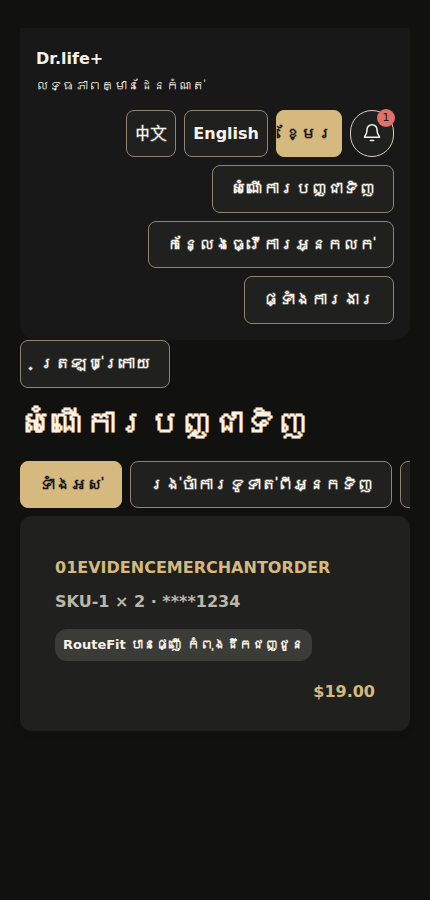 Dr.life+
លទ្ធភាពគ្មានដែនកំណត់
中文
English
ខ្មែរ
1
សំណើការបញ្ជាទិញ
កន្លែងធ្វើការអ្នកលក់
ផ្ទាំងការងារ
ត្រឡប់ក្រោយ
សំណើការបញ្ជាទិញ
ទាំងអស់
រង់ចាំការទូទាត់ពីអ្នកទិញ
01EVIDENCEMERCHANTORDER
SKU-1 × 2 · ****1234
RouteFit បានផ្ញើ កំពុងដឹកជញ្ជូន
$19.00